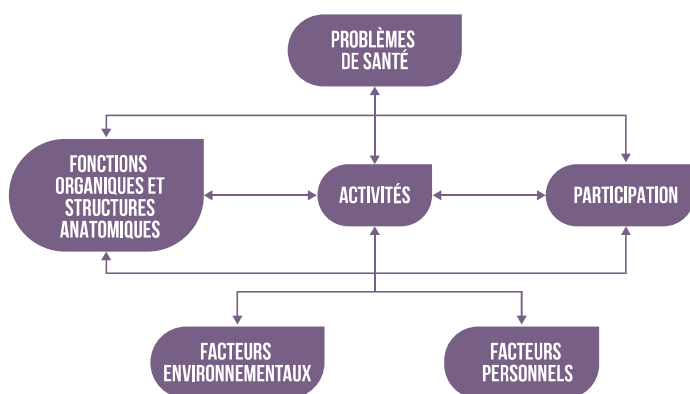 PROBLÈMES
DE SANTÉ
FONCTIONS
ORGANIQUES ET
STRUCTURES
ANATOMIQUES
ACTIVITÉS
PARTICIPATION
FACTEURS
ENVIRONNEMENTAUX
FACTEURS
PERSONNELS